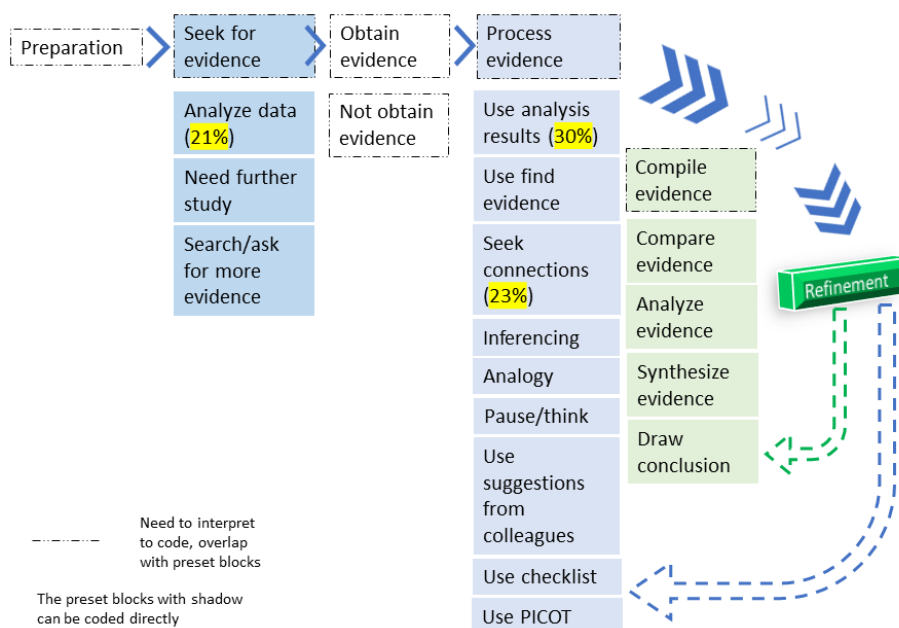 Preparation
Seek for
evidence
Obtain
evidence
Process
evidence
Analyze data
(21%)
Need further
study
Search/ask
for more
evidence
Not obtain
evidence
Use analysis
results (30%)
Use find
evidence
Seek
connections
(23%)
Inferencing
Analogy
Pause/think
Use
suggestions
from
colleagues
Use checklist
Use PICOT
Compile
evidence
Compare
evidence
Analyze
evidence
Synthesize
evidence
Draw
conclusion
Refinement
Need to interpret
to code, overlap
with preset blocks
The preset blocks with shadow
can be coded directly